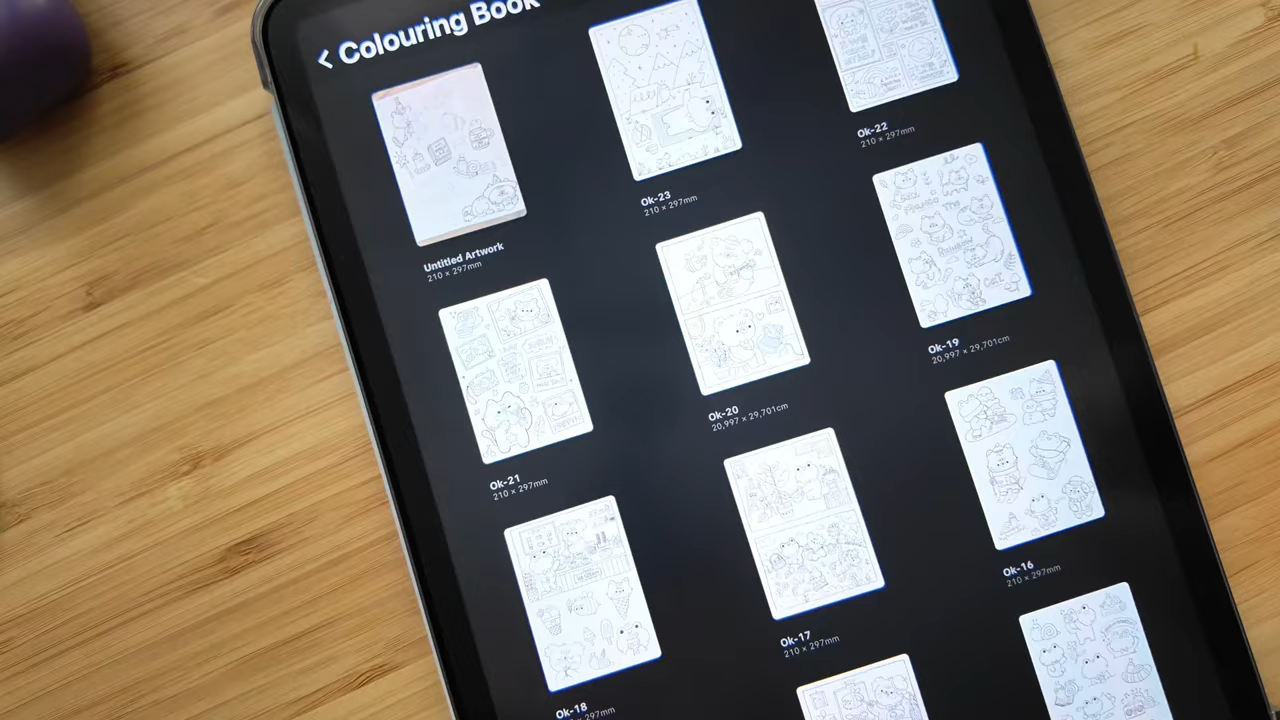 Colouring Book
Untitled Artwork
210 × 297mm
Ok-23
210 × 297mm
Ok-22
210 × 297mm
Ok-21
210 × 297mm
Ok-20
20,997 × 29,701cm
Ok-19
20,997 × 29,701cm
Ok-18
297mm
Ok-17
210 × 297mm
Ok-16
210 × 297mm